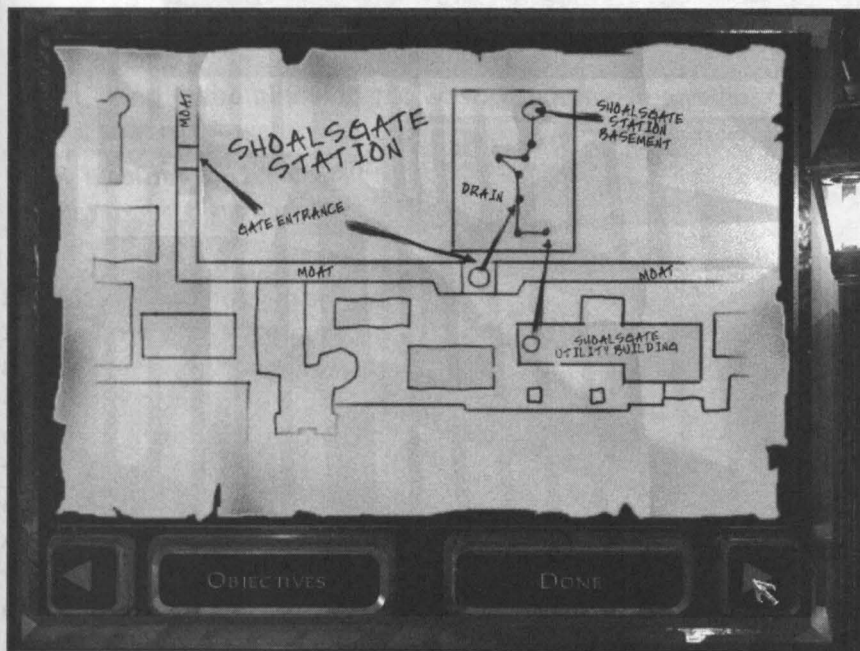 MOAT
SHOALSGATE
STATION
SHOALSGATE
STATION
BASEMENT
DRAIN
GATE ENTRANCE
MOAT
MOAT
SHOALSGATE
UTILITY BUILDING
OBJECTIVES
DONE